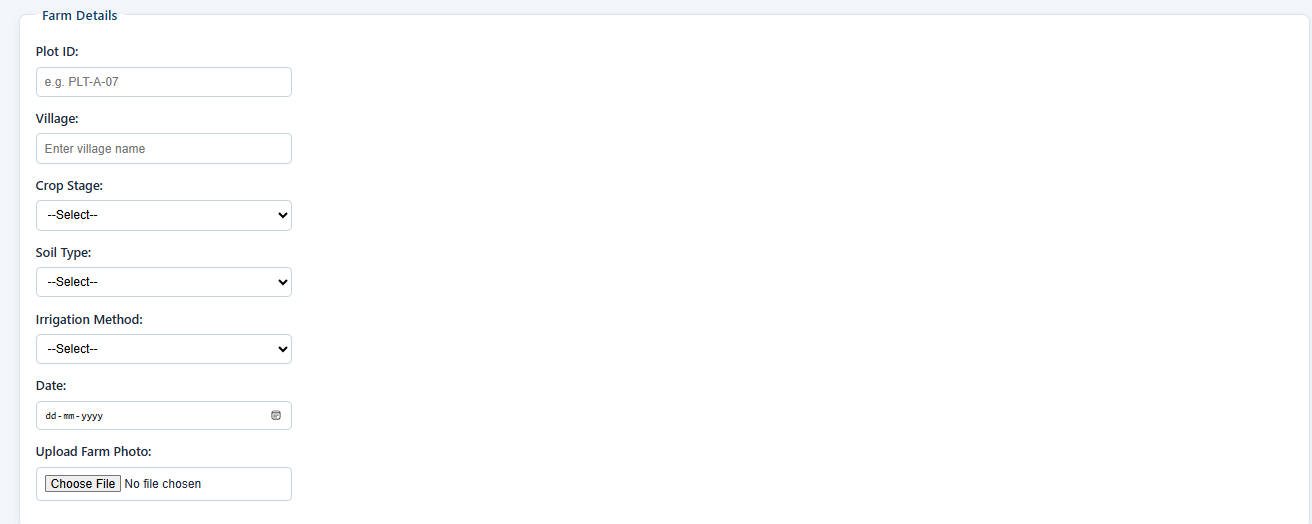 Farm Details
Plot ID:
e.g. PLT-A-07
Village:
Enter village name
Crop Stage:
--Select--
Soil Type:
--Select--
Irrigation Method:
--Select--
Date:
dd-mm-yyyy
Upload Farm Photo:
Choose File No file chosen